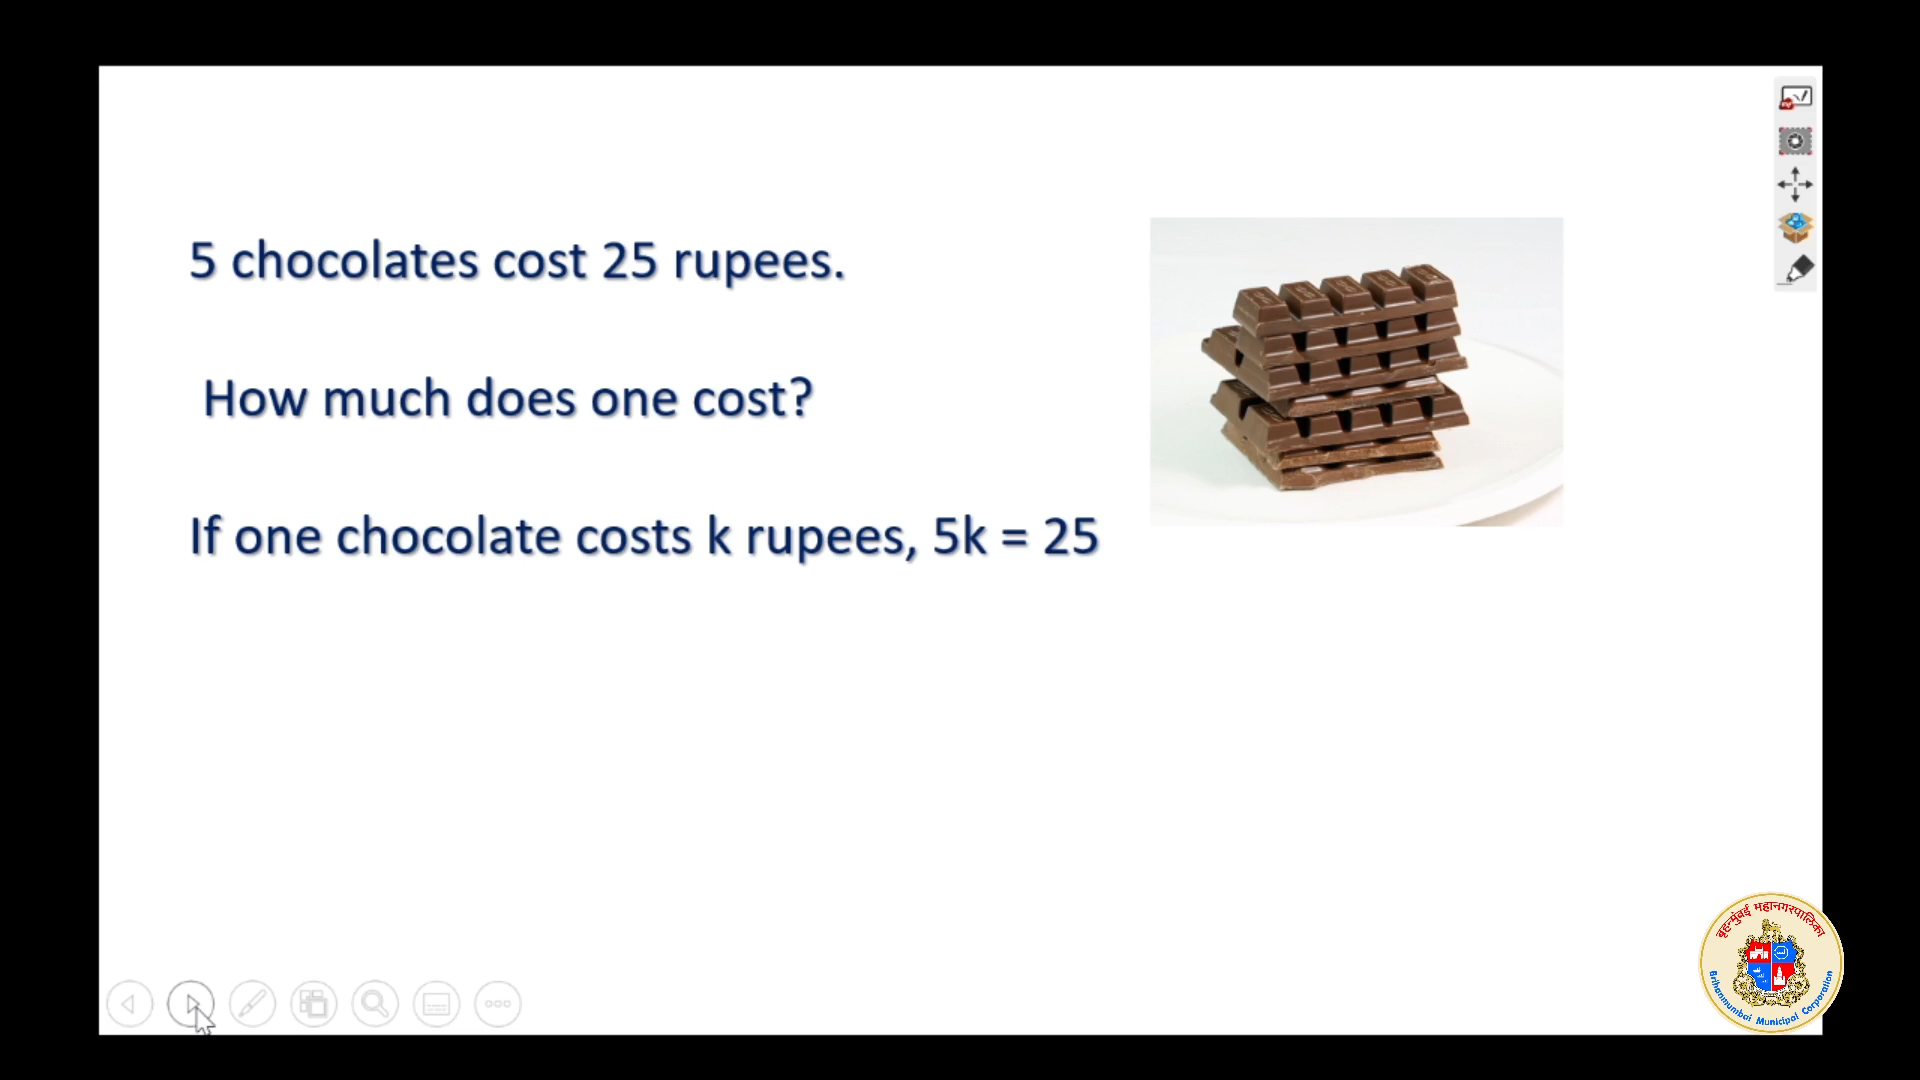 5 chocolates cost 25 rupees.
How much does one cost?
If one chocolate costs k rupees, 5k = 25
बृहन्मुंबई महानगरपालिका
Brihanmumbai Municipal Corporation